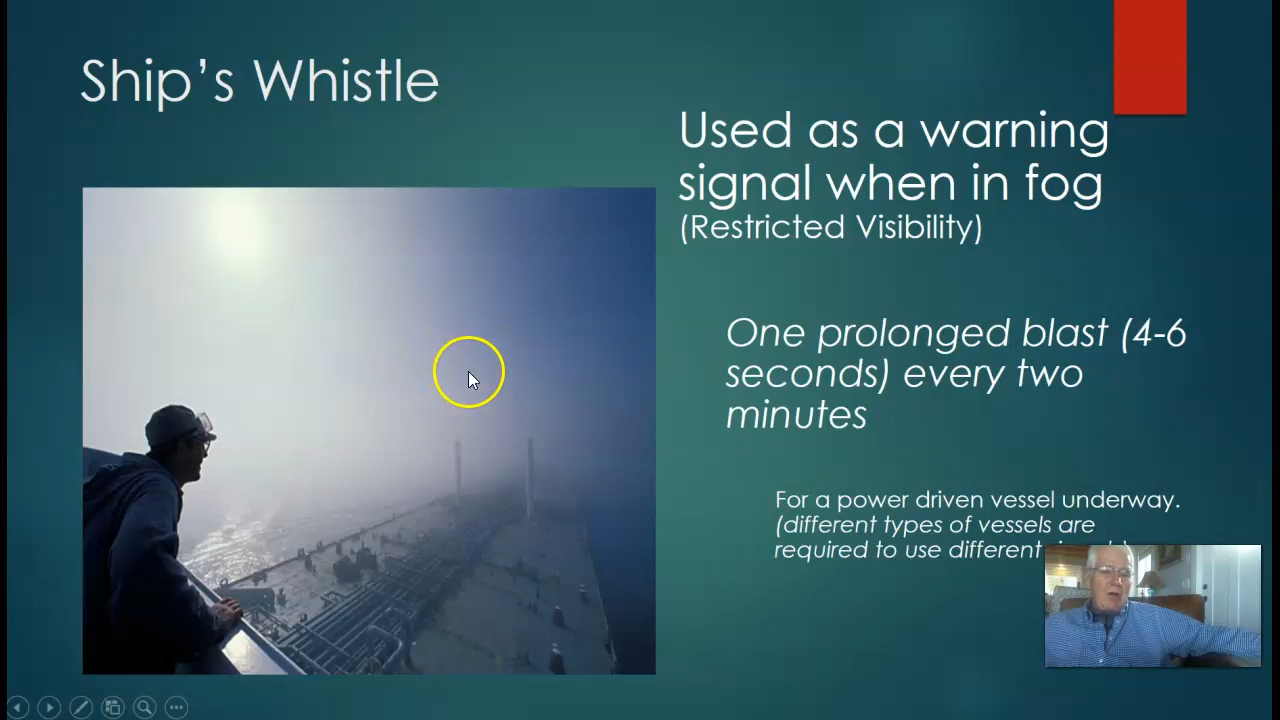 Ship’s Whistle
Used as a warning
signal when in fog
(Restricted Visibility)
One prolonged blast (4-6
seconds) every two
minutes
For a power driven vessel underway.
(different types of vessels are
required to use different